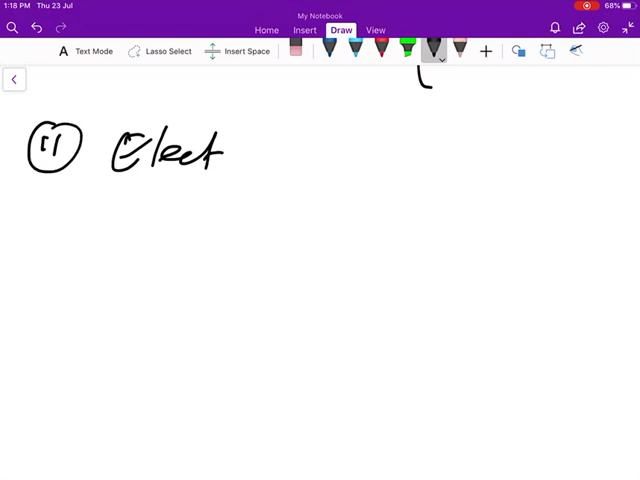 1:18 PM Thu 23 Jul
68%
My Notebook
Home Insert Draw View
Text Mode Lasso Select Insert Space
11 Elect